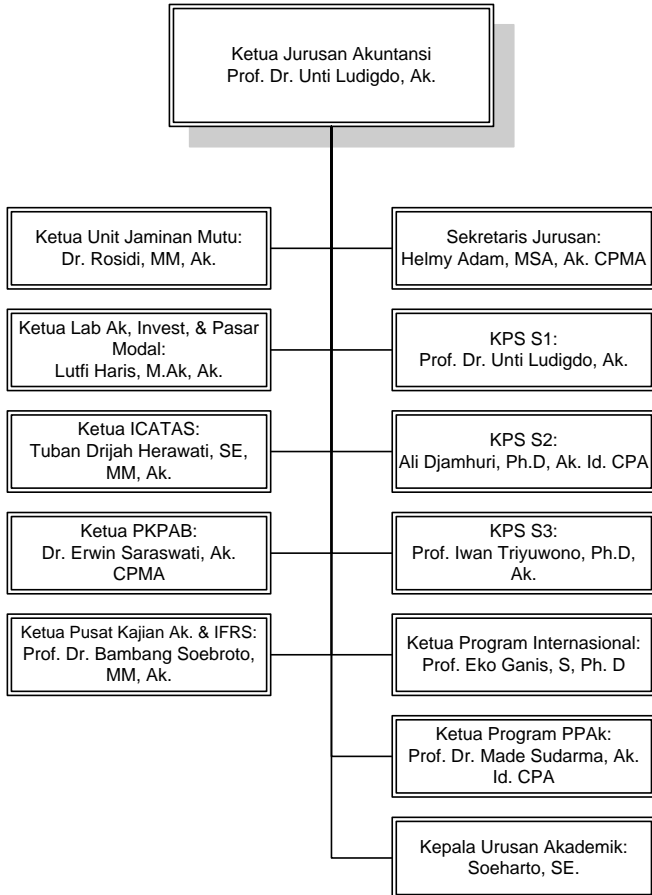 Ketua Jurusan Akuntansi
Prof. Dr. Unti Ludigdo, Ak.
Ketua Unit Jaminan Mutu:
Dr. Rosidi, MM, Ak.
Sekretaris Jurusan:
Helmy Adam, MSA, Ak. CPMA
Ketua Lab Ak, Invest, & Pasar
Modal:
Lutfi Haris, M.Ak, Ak.
KPS S1:
Prof. Dr. Unti Ludigdo, Ak.
Ketua ICATAS:
Tuban Drijah Herawati, SE,
MM, Ak.
KPS S2:
Ali Djamhuri, Ph.D, Ak. Id. CPA
Ketua PKPAB:
Dr. Erwin Saraswati, Ak.
CPMA
KPS S3:
Prof. Iwan Triyuwono, Ph.D,
Ak.
Ketua Pusat Kajian Ak. & IFRS:
Prof. Dr. Bambang Soebroto,
MM, Ak.
Ketua Program Internasional:
Prof. Eko Ganis, S, Ph. D
Ketua Program PPAk:
Prof. Dr. Made Sudarma, Ak.
Id. CPA
Kepala Urusan Akademik:
Soeharto, SE.